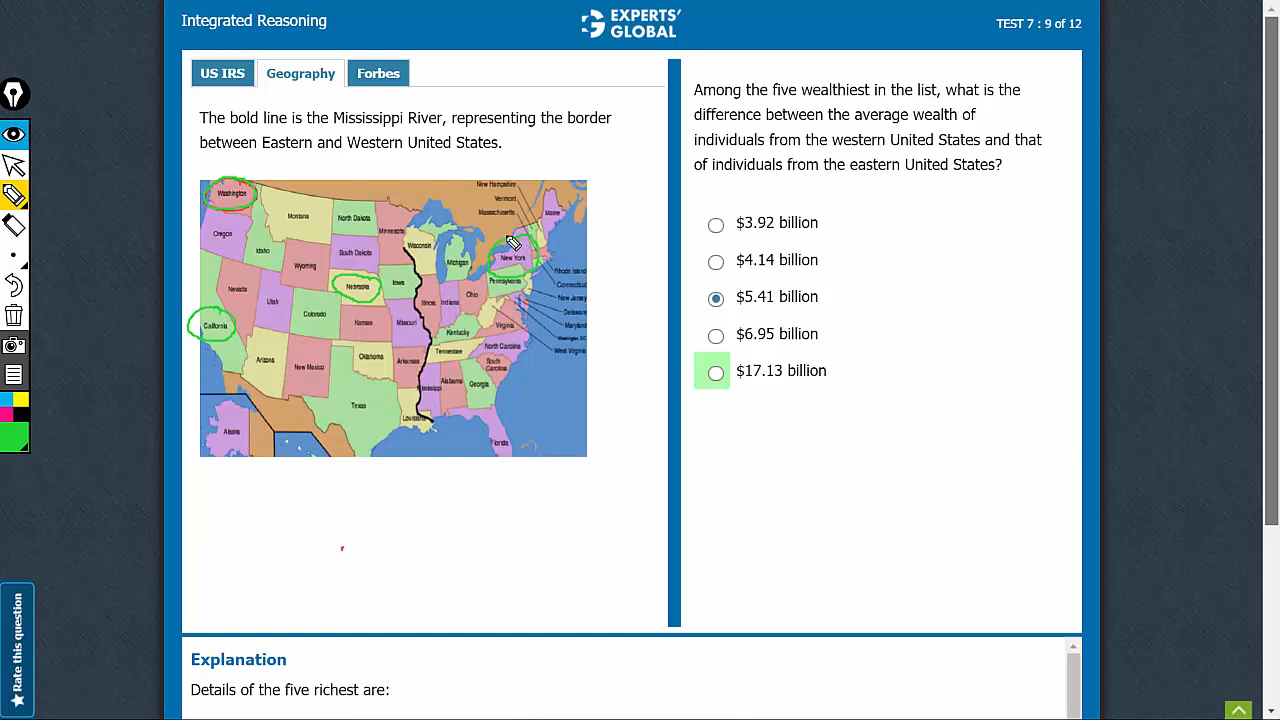 Integrated Reasoning
EXPERTS'
GLOBAL
TEST 7 : 9 of 12
US IRS
Geography
Forbes
The bold line is the Mississippi River, representing the border
between Eastern and Western United States.
Washington
Oregon
California
Nevada
Idaho
Montana
Wyoming
Utah
Arizona
Colorado
New Mexico
North Dakota
South Dakota
Nebraska
Kansas
Oklahoma
Texas
Minnesota
Iowa
Missouri
Arkansas
Louisiana
Wisconsin
Illinois
Michigan
Indiana
Ohio
Kentucky
Tennessee
Mississippi
Alabama
Georgia
Florida
South
Carolina
North Carolina
Virginia
Pennsylvania
New York
Maine
New Hampshire
Vermont
Massachusetts
Rhode Island
Connecticut
New Jersey
Delaware
Maryland
Washington D.C
West Virginia
Alaska
Among the five wealthiest in the list, what is the
difference between the average wealth of
individuals from the western United States and that
of individuals from the eastern United States?
$3.92 billion
$4.14 billion
$5.41 billion
$6.95 billion
$17.13 billion
Explanation
Details of the five richest are:
★ Rate this question